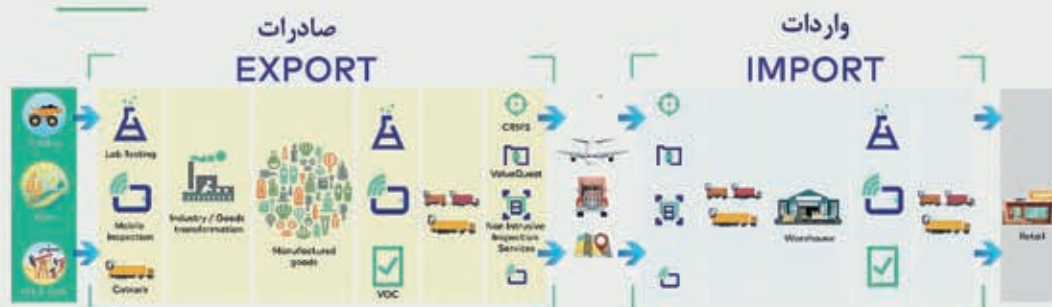 صادرات
EXPORT
واردات
IMPORT
Lab Testing
Mobile
Inspection
Industry / Goods
transformation
Manufactured
goods
VOC
CRMS
ValueQuest
Non Intrusive
Inspection
Services
Warehouse
Retail